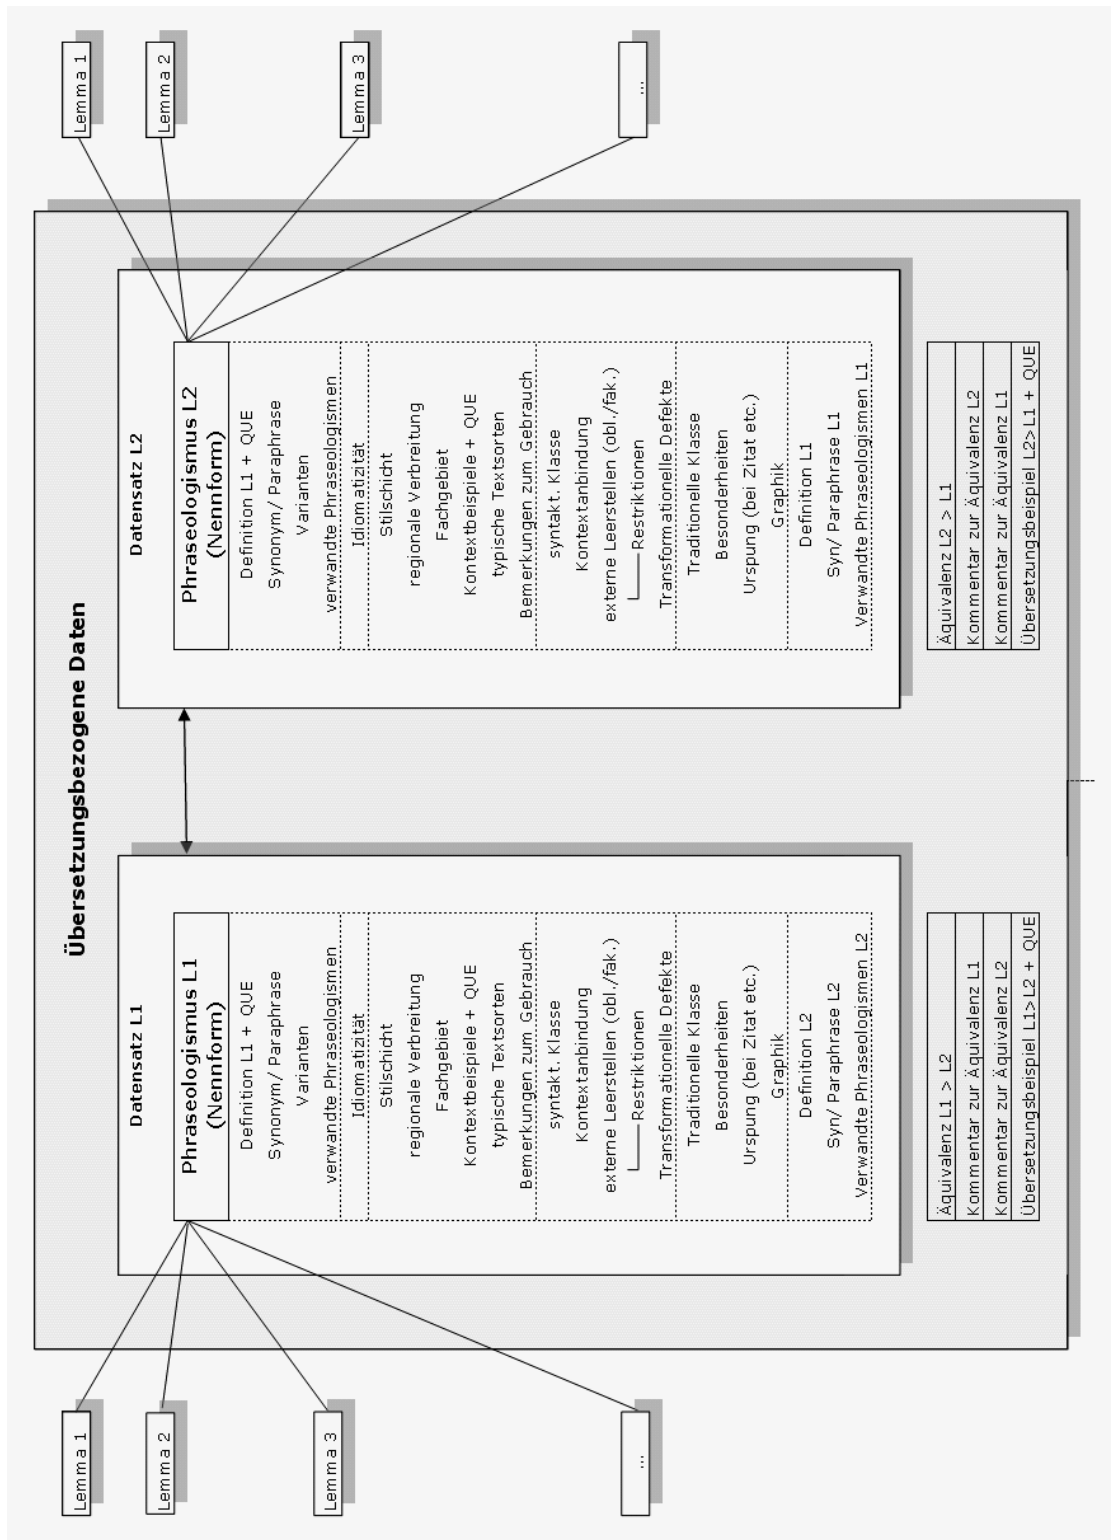 Übersetzungsbezogene Daten
Lemma 1
Lemma 2
Lemma 3
...
Datensatz L1
Phraseologismus L1
(Nennform)
Definition L1 + QUE
Synonym/ Paraphrase
Varianten
verwandte Phraseologismen
Idiomatizität
Stilschicht
regionale Verbreitung
Fachgebiet
Kontextbeispiele + QUE
typische Textsorten
Bemerkungen zum Gebrauch
syntakt. Klasse
Kontextanbindung
externe Leerstellen (obl./fak.)
Restriktionen
Transformationelle Defekte
Traditionelle Klasse
Besonderheiten
Urspung (bei Zitat etc.)
Graphik
Definition L2
Syn/ Paraphrase L2
Verwandte Phraseologismen L2
Äquivalenz L1 > L2
Kommentar zur Äquivalenz L1
Kommentar zur Äquivalenz L2
Übersetzungsbeispiel L1>L2 + QUE
Datensatz L2
Phraseologismus L2
(Nennform)
Definition L1 + QUE
Synonym/ Paraphrase
Varianten
verwandte Phraseologismen
Idiomatizität
Stilschicht
regionale Verbreitung
Fachgebiet
Kontextbeispiele + QUE
typische Textsorten
Bemerkungen zum Gebrauch
syntakt. Klasse
Kontextanbindung
externe Leerstellen (obl./fak.)
Restriktionen
Transformationelle Defekte
Traditionelle Klasse
Besonderheiten
Urspung (bei Zitat etc.)
Graphik
Definition L1
Syn/ Paraphrase L1
Verwandte Phraseologismen L1
Äquivalenz L2 > L1
Kommentar zur Äquivalenz L2
Kommentar zur Äquivalenz L1
Übersetzungsbeispiel L2>L1 + QUE
Lemma 1
Lemma 2
Lemma 3
...